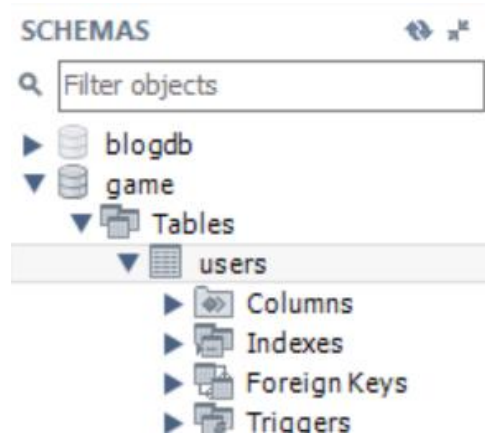 SCHEMAS
Filter objects
blogdb
game
Tables
users
Columns
Indexes
Foreign Keys
Triggers